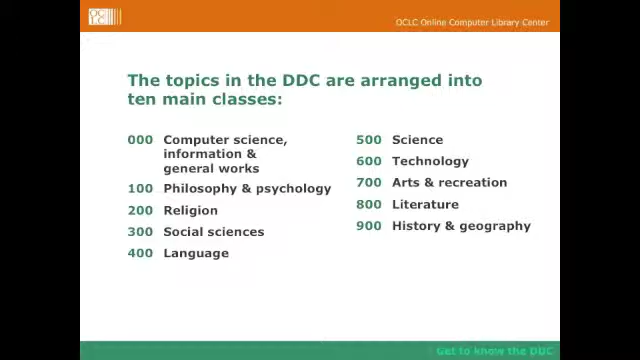 OC
LC
OCLC Online Computer Library Center
The topics in the DDC are arranged into
ten main classes:
000 Computer science,
information &
general works
100 Philosophy & psychology
200 Religion
300 Social sciences
400 Language
500 Science
600 Technology
700 Arts & recreation
800 Literature
900 History & geography
Get to know the DDC